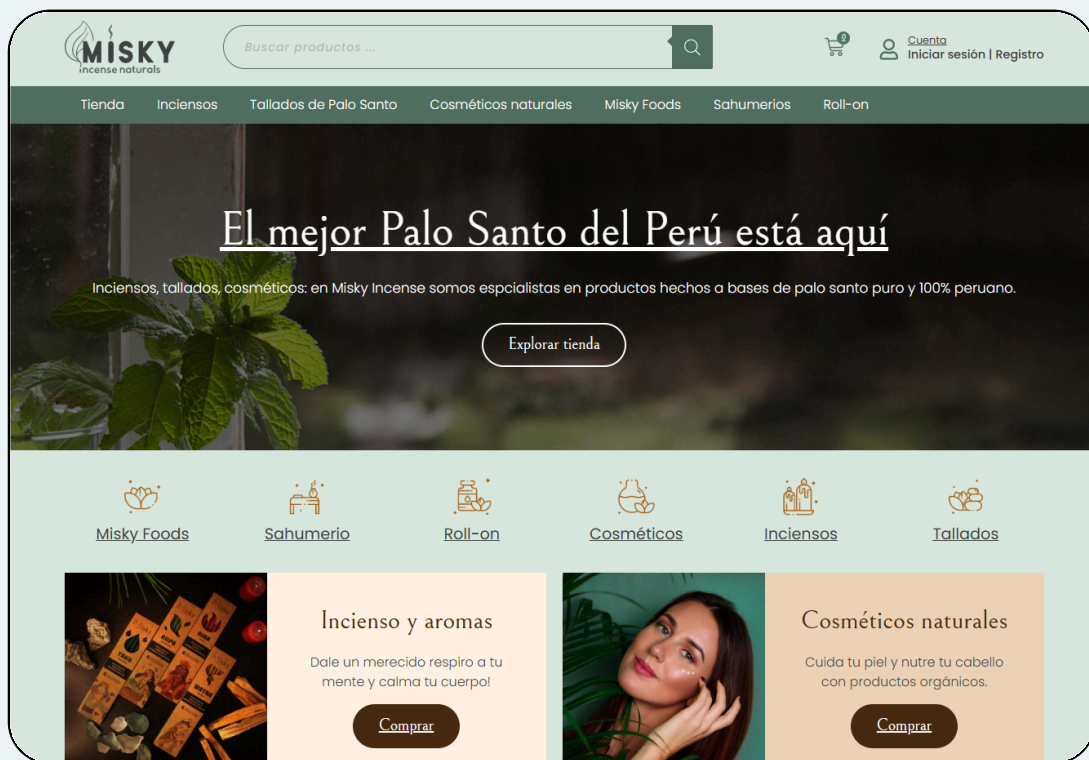 MISKY
incense naturals
Buscar productos ...
0
Cuenta
Iniciar sesión | Registro
Tienda
Inciensos
Tallados de Palo Santo
Cosméticos naturales
Misky Foods
Sahumerios
Roll-on
El mejor Palo Santo del Perú está aquí
Inciensos, tallados, cosméticos: en Misky Incense somos espcialistas en productos hechos a bases de palo santo puro y 100% peruano.
Explorar tienda
Misky Foods
Sahumerio
Roll-on
Cosméticos
Inciensos
Tallados
Incienso y aromas
Dale un merecido respiro a tu
mente y calma tu cuerpo!
Comprar
Cosméticos naturales
Cuida tu piel y nutre tu cabello
con productos orgánicos.
Comprar